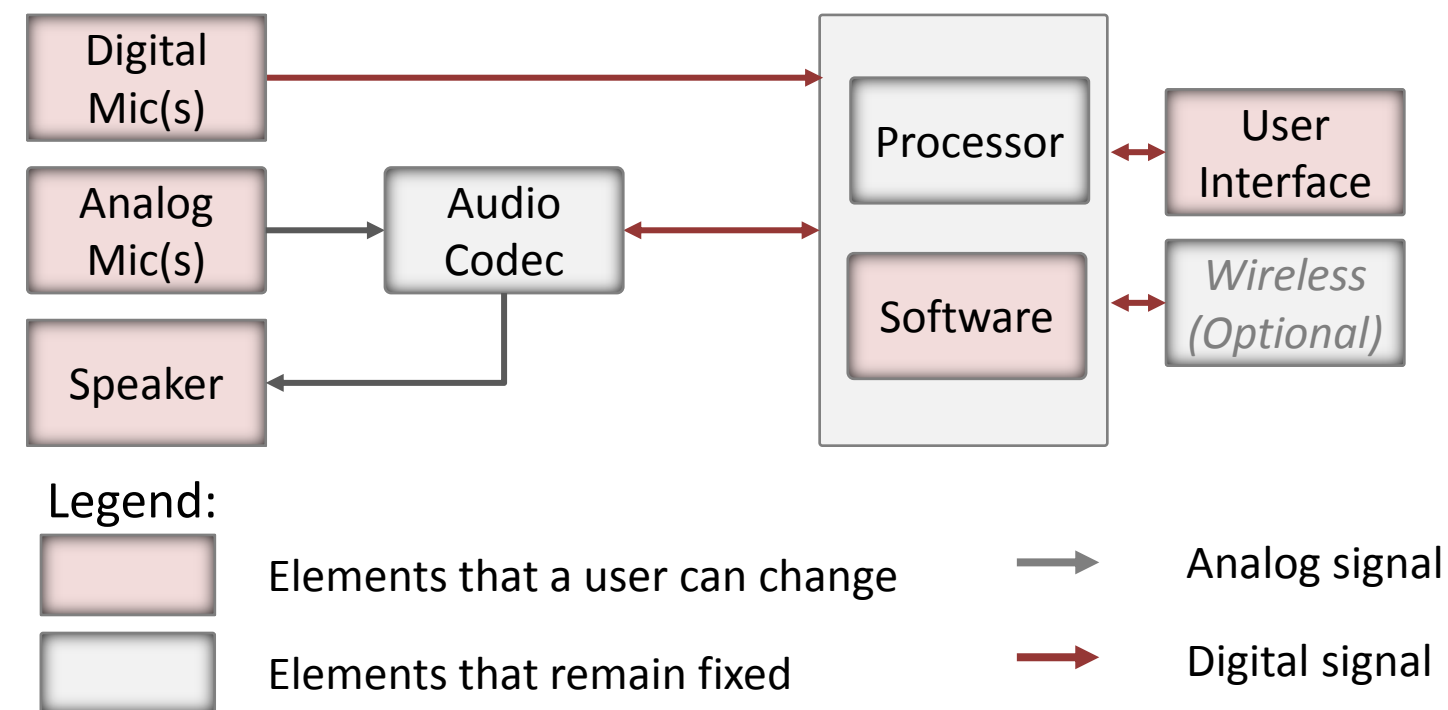 Digital
Mic(s)
Analog
Mic(s)
Speaker
Audio
Codec
Processor
Software
User
Interface
Wireless
(Optional)
Legend:
Elements that a user can change
Elements that remain fixed
Analog signal
Digital signal